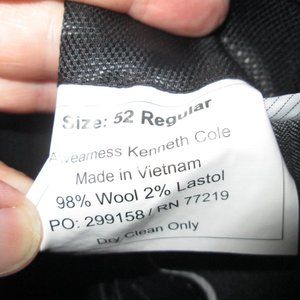 Size: 52 Regular
Awearness Kenneth Cole
Made in Vietnam
98% Wool 2% Lastol
PO: 299158 / RN 77219
Dry Clean Only